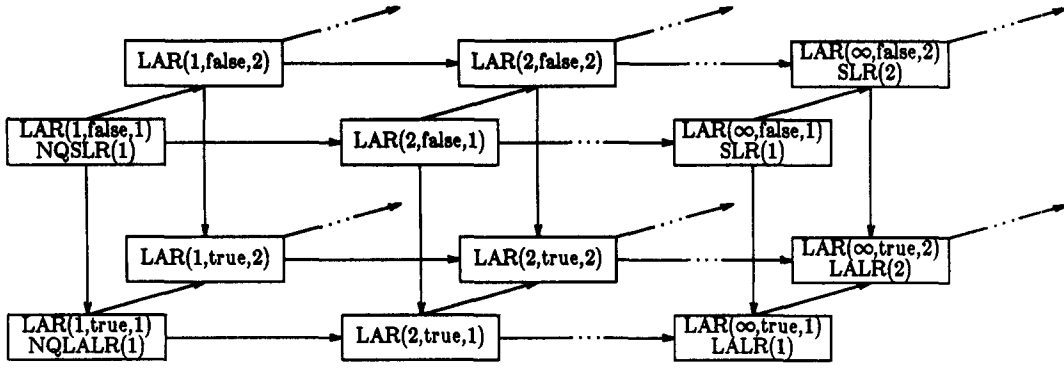 LAR(1,false,2)
LAR(2,false,2)
LAR(∞,false,2)
SLR(2)
LAR(1,false,1)
NQSLR(1)
LAR(2,false,1)
LAR(∞,false,1)
SLR(1)
LAR(1,true,2)
LAR(2,true,2)
LAR(∞,true,2)
LALR(2)
LAR(1,true,1)
NQLALR(1)
LAR(2,true,1)
LAR(∞,true,1)
LALR(1)